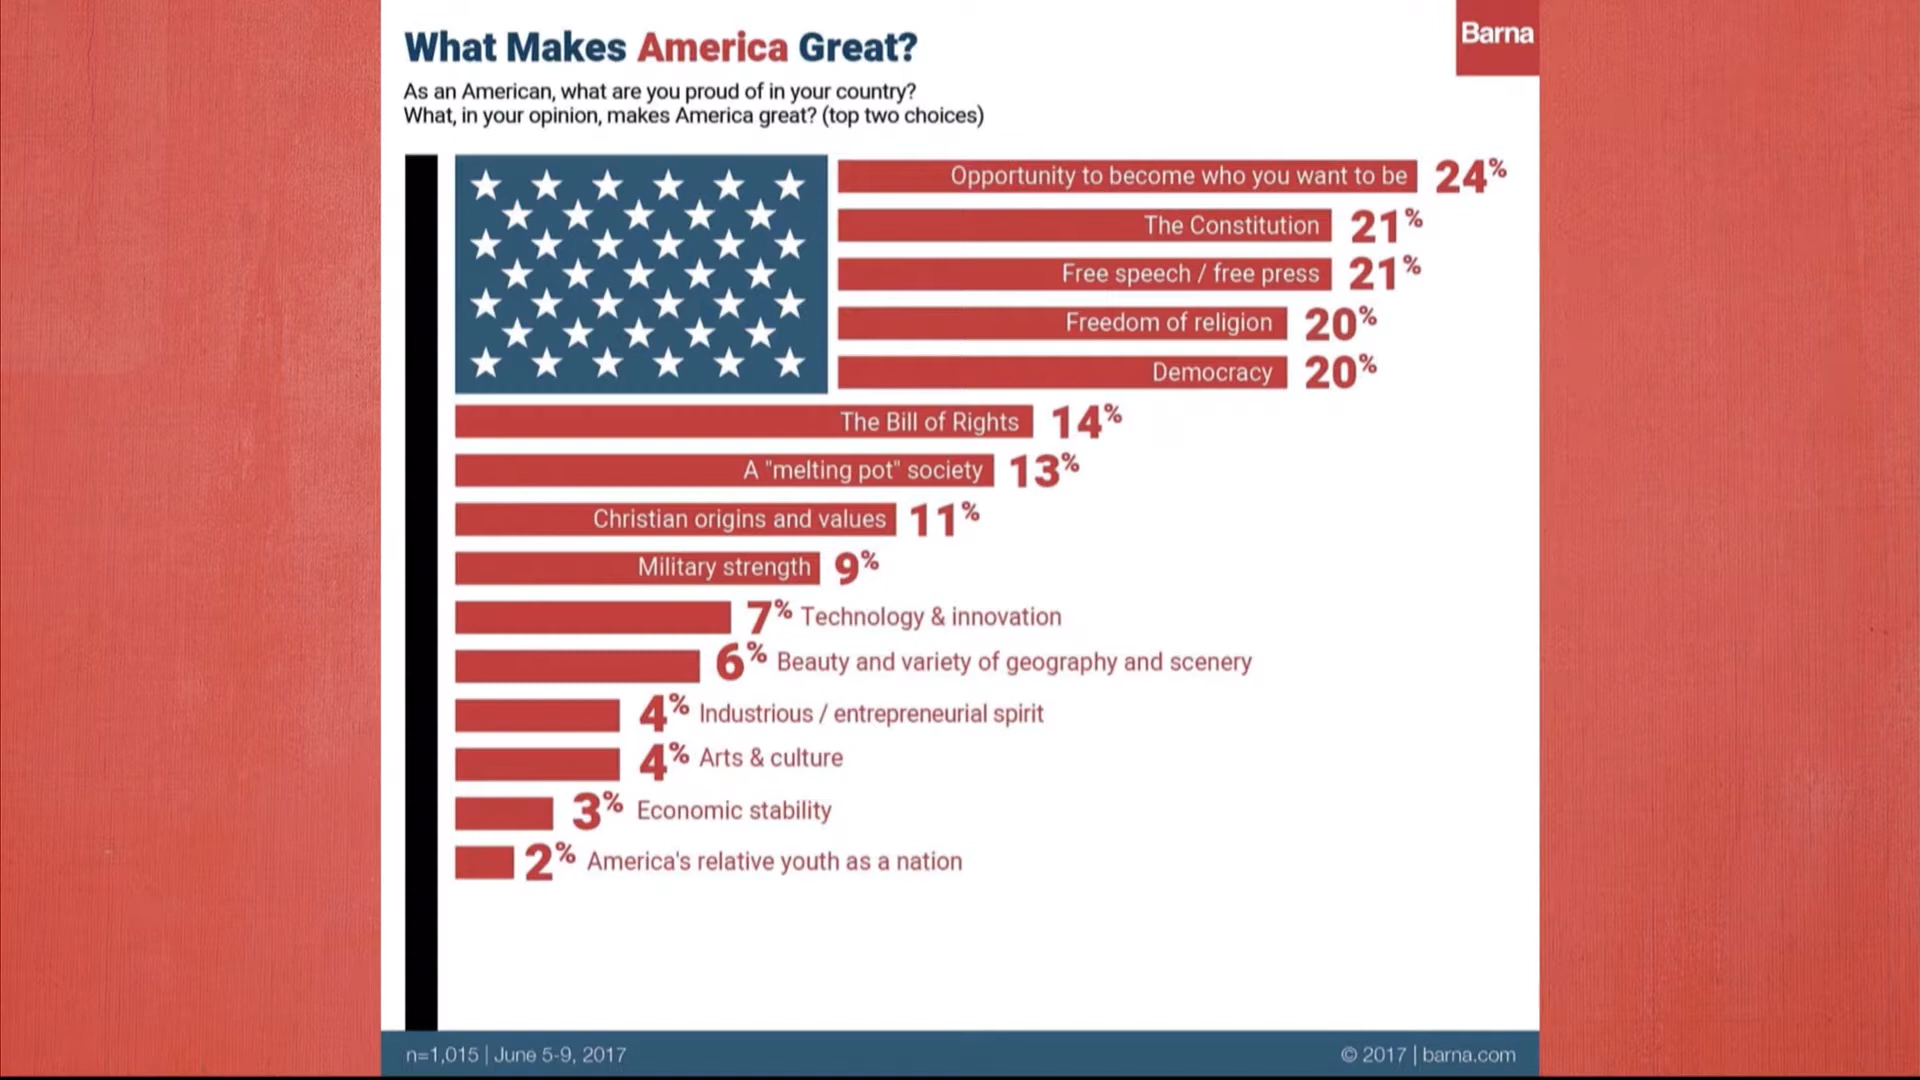 What Makes America Great?
Barna
As an American, what are you proud of in your country?
What, in your opinion, makes America great? (top two choices)
Opportunity to become who you want to be 24%
The Constitution 21%
Free speech / free press 21%
Freedom of religion 20%
Democracy 20%
The Bill of Rights 14%
A "melting pot" society 13%
Christian origins and values 11%
Military strength 9%
7% Technology & innovation
6% Beauty and variety of geography and scenery
4% Industrious / entrepreneurial spirit
4% Arts & culture
3% Economic stability
2% America's relative youth as a nation
n=1,015 | June 5-9, 2017
© 2017 | barna.com